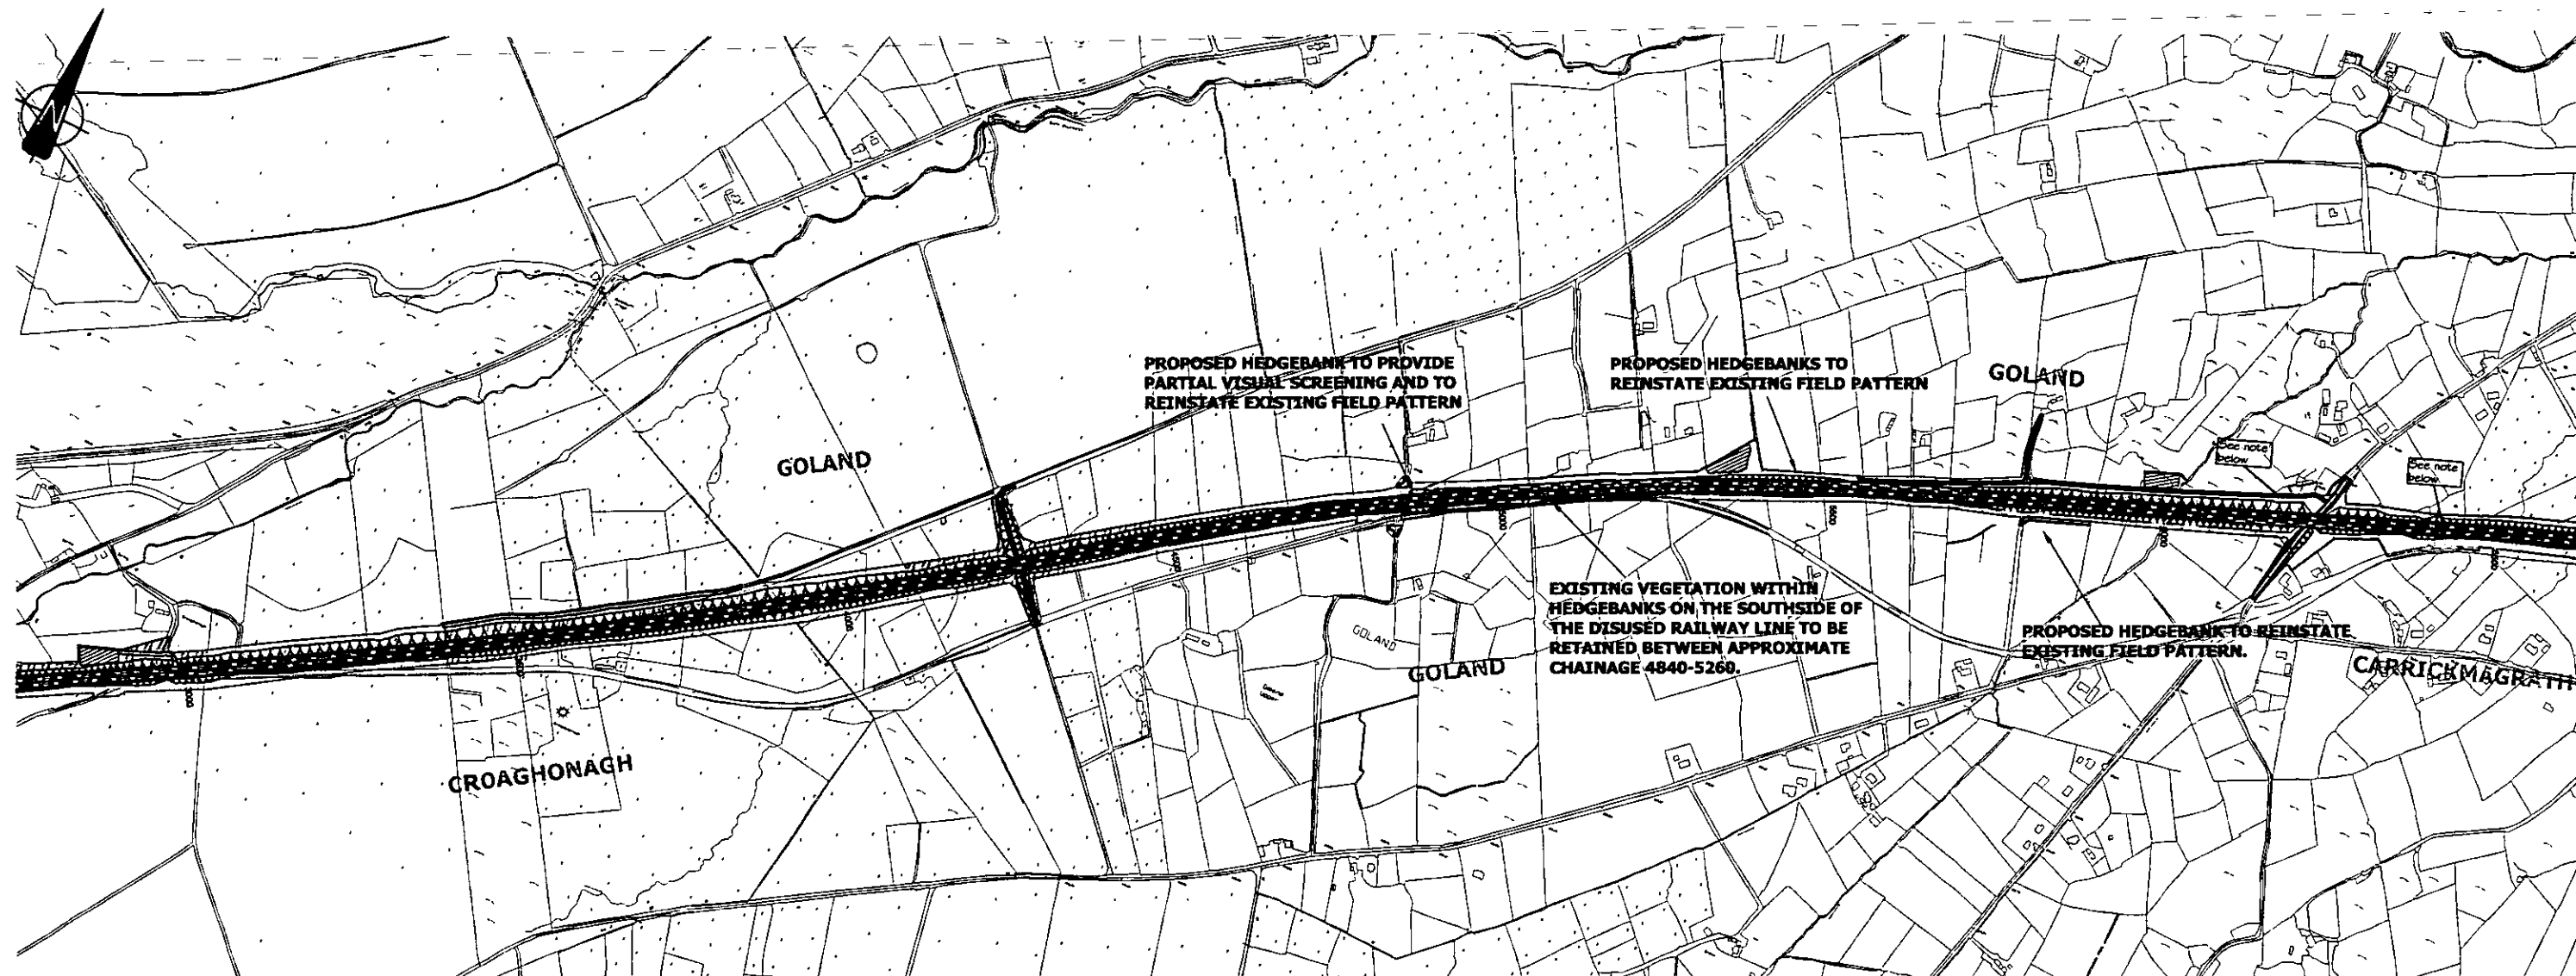 PROPOSED HEDGEBANK TO PROVIDE
PARTIAL VISUAL SCREENING AND TO
REINSTATE EXISTING FIELD PATTERN
PROPOSED HEDGEBANKS TO
REINSTATE EXISTING FIELD PATTERN
GOLAND
GOLAND
See note
below
See note
below
EXISTING VEGETATION WITHIN
HEDGEBANKS ON THE SOUTHSIDE OF
THE DISUSED RAILWAY LINE TO BE
RETAINED BETWEEN APPROXIMATE
CHAINAGE 4840-5260.
GOLAND
GOLAND
PROPOSED HEDGEBANK TO REINSTATE
EXISTING FIELD PATTERN.
CARRICKMAGRATH
CROAGHONAGH